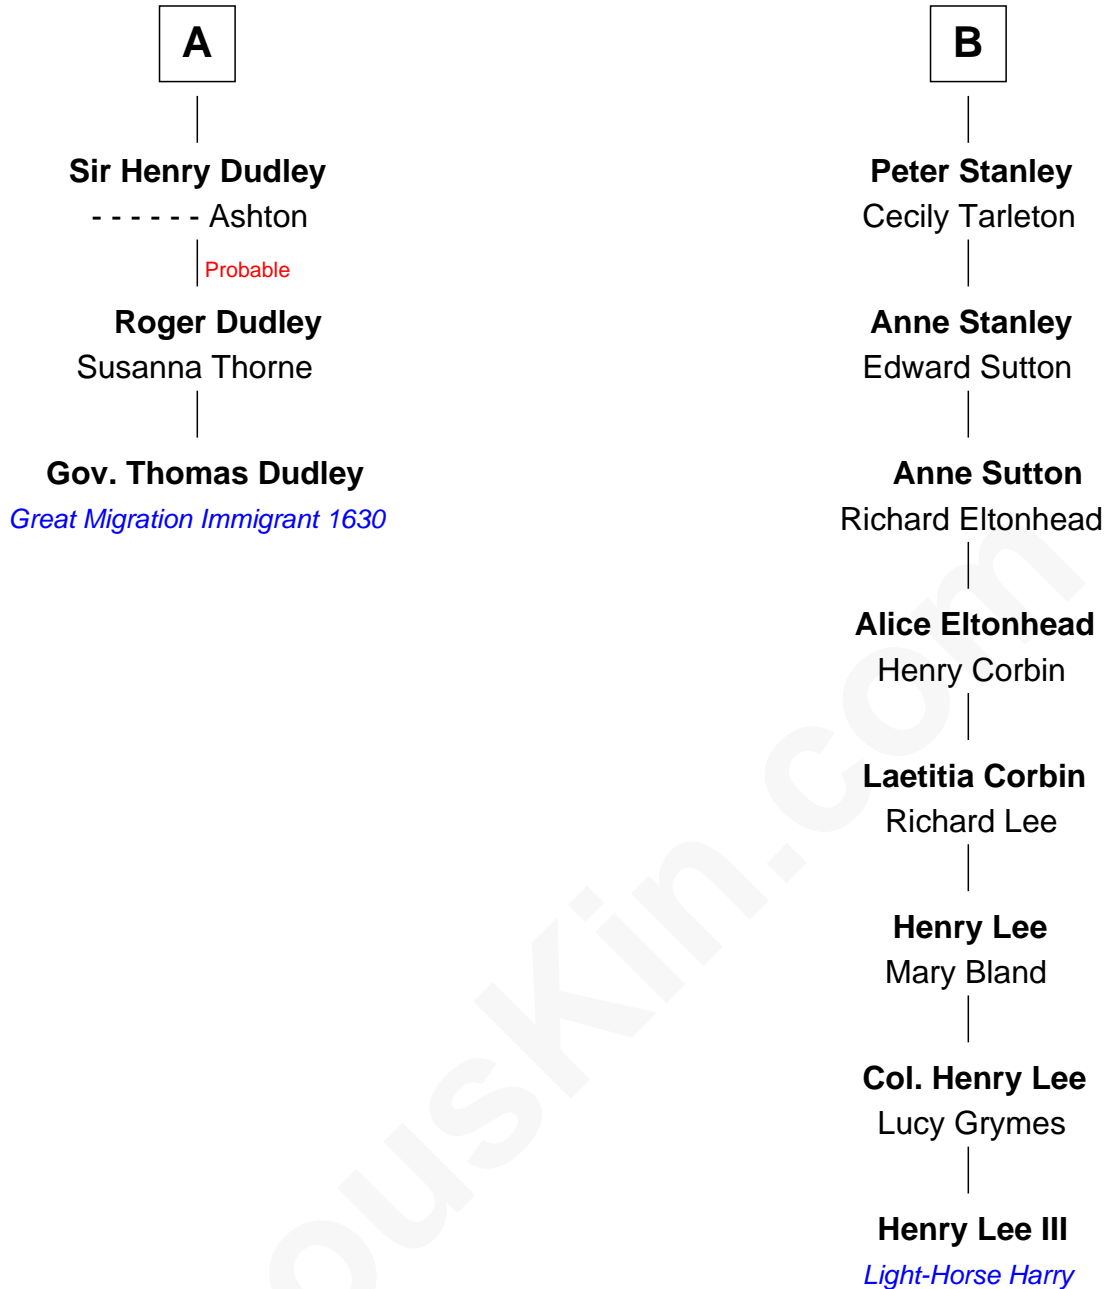 A
Sir Henry Dudley
- - - - - - Ashton
Probable
Roger Dudley
Susanna Thorne
Gov. Thomas Dudley
Great Migration Immigrant 1630
B
Peter Stanley
Cecily Tarleton
Anne Stanley
Edward Sutton
Anne Sutton
Richard Eltonhead
Alice Eltonhead
Henry Corbin
Laetitia Corbin
Richard Lee
Henry Lee
Mary Bland
Col. Henry Lee
Lucy Grymes
Henry Lee III
Light-Horse Harry
ousKin.com